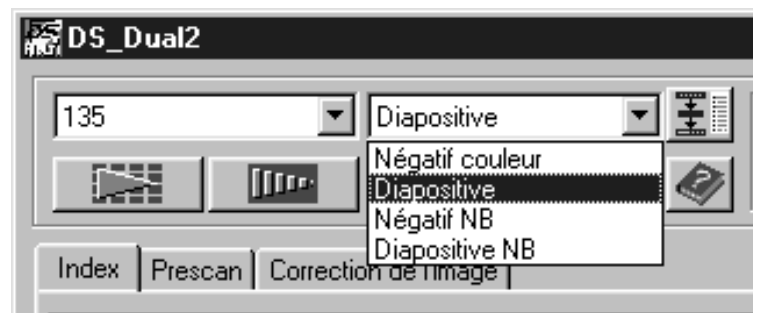 DS_Dual2
135
Diapositive
Négatif couleur
Diapositive
Négatif NB
Diapositive NB
Index
Prescan
Correction de l'image